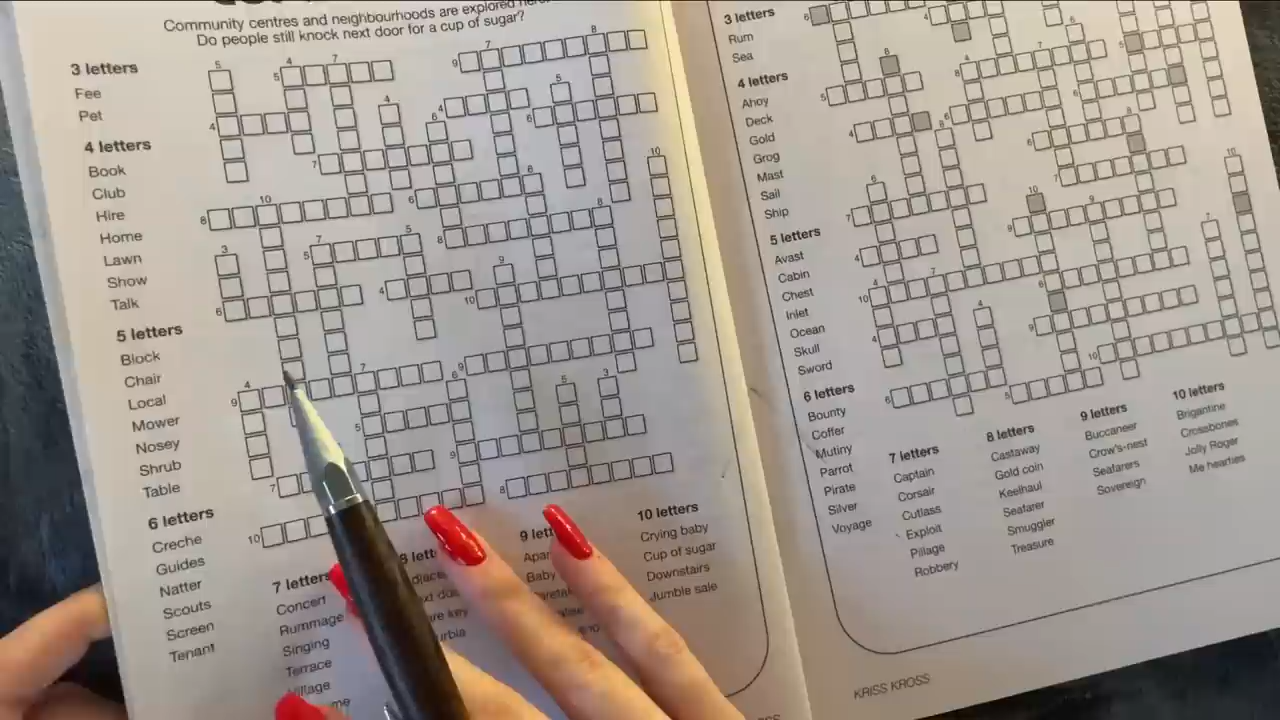 Community centres and neighbourhoods are explored here.
Do people still knock next door for a cup of sugar?
3 letters
Fee
Pet
4 letters
Book
Club
Hire
Home
Lawn
Show
Talk
5 letters
Block
Chair
Local
Mower
Nosey
Shrub
Table
6 letters
Creche
Guides
Natter
Scouts
Screen
Tenant
7 letters
Concert
Rummage
Singing
Terrace
Village
10 letters
Crying baby
Cup of sugar
Downstairs
Jumble sale
3 letters
Rum
Sea
4 letters
Ahoy
Deck
Gold
Grog
Mast
Sail
Ship
5 letters
Avast
Cabin
Chest
Inlet
Ocean
Skull
Sword
6 letters
Bounty
Coffer
Mutiny
Parrot
Pirate
Silver
Voyage
7 letters
Captain
Corsair
Cutlass
Exploit
Pillage
Robbery
8 letters
Castaway
Gold coin
Keelhaul
Seafarer
Smuggler
Treasure
9 letters
Buccaneer
Crow's-nest
Seafarers
Sovereign
10 letters
Brigantine
Crossbones
Jolly Roger
Me hearties
KRISS KROSS